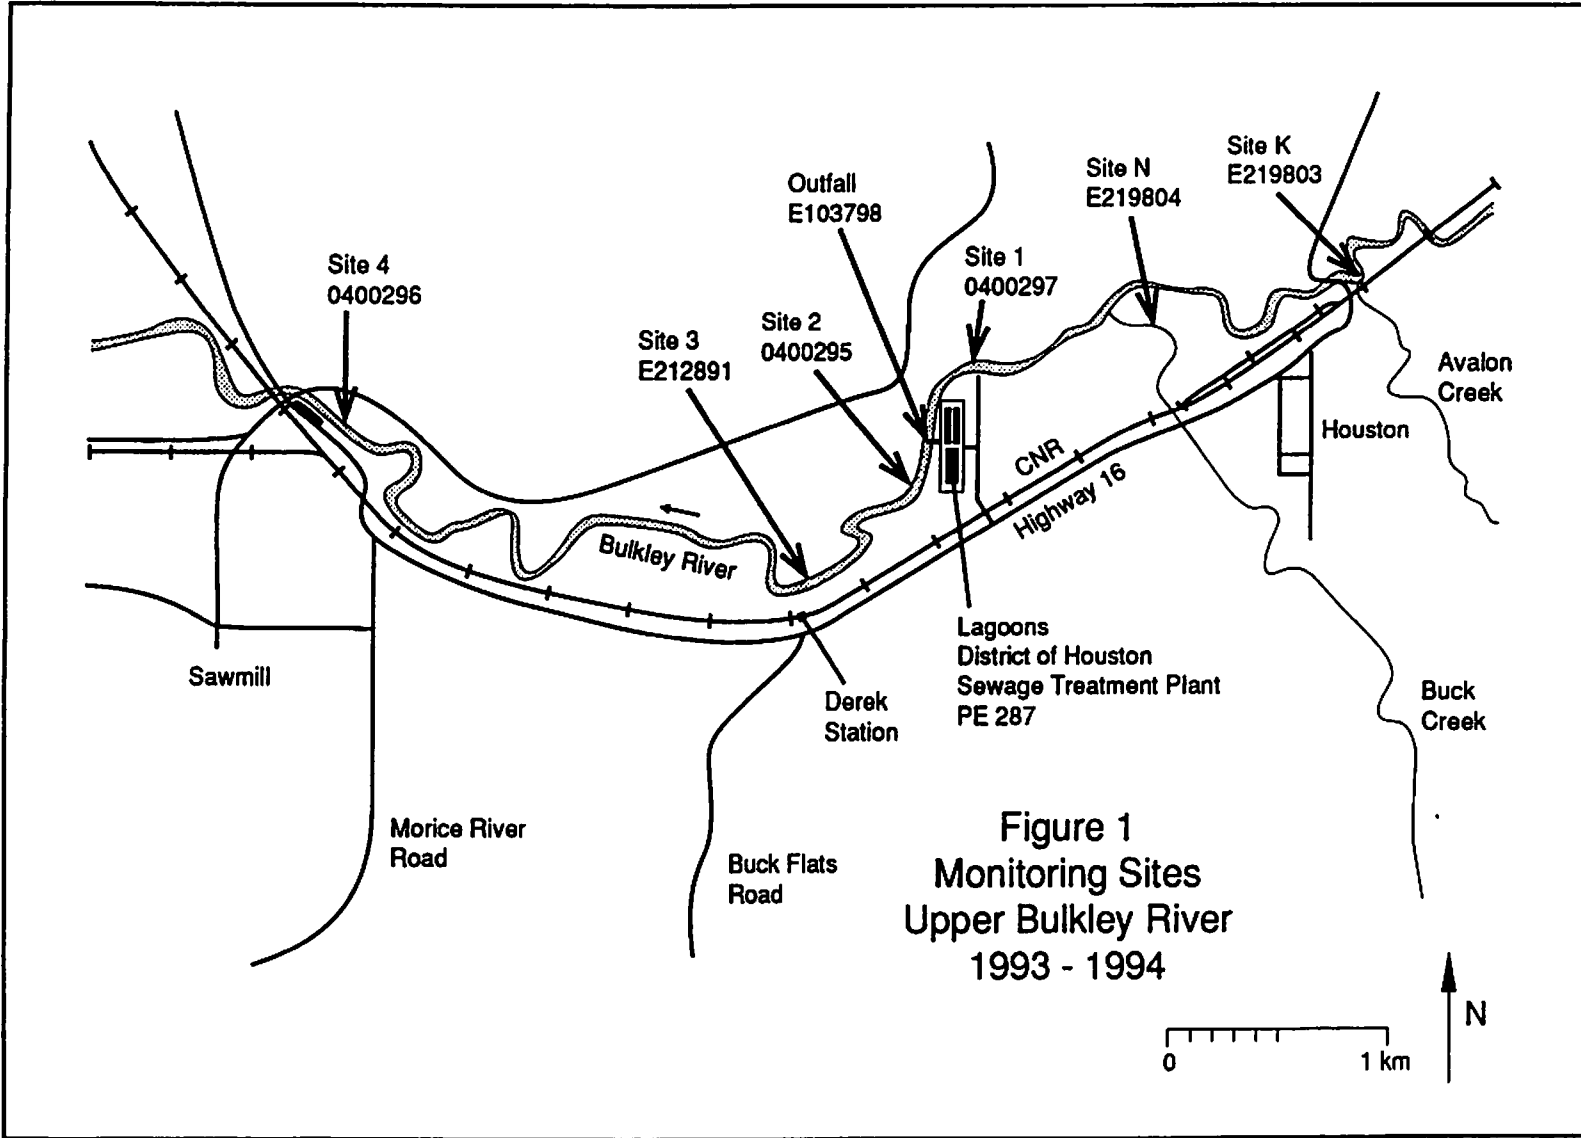 Site K
E219803
Site N
E219804
Outfall
E103798
Site 1
0400297
Site 4
0400296
Site 2
0400295
Site 3
E212891
Avalon
Creek
Houston
CNR
Highway 16
Bulkley River
Lagoons
District of Houston
Sewage Treatment Plant
PE 287
Sawmill
Derek
Station
Buck
Creek
Morice River
Road
Buck Flats
Road
Figure 1
Monitoring Sites
Upper Bulkley River
1993 - 1994
N
0
1 km